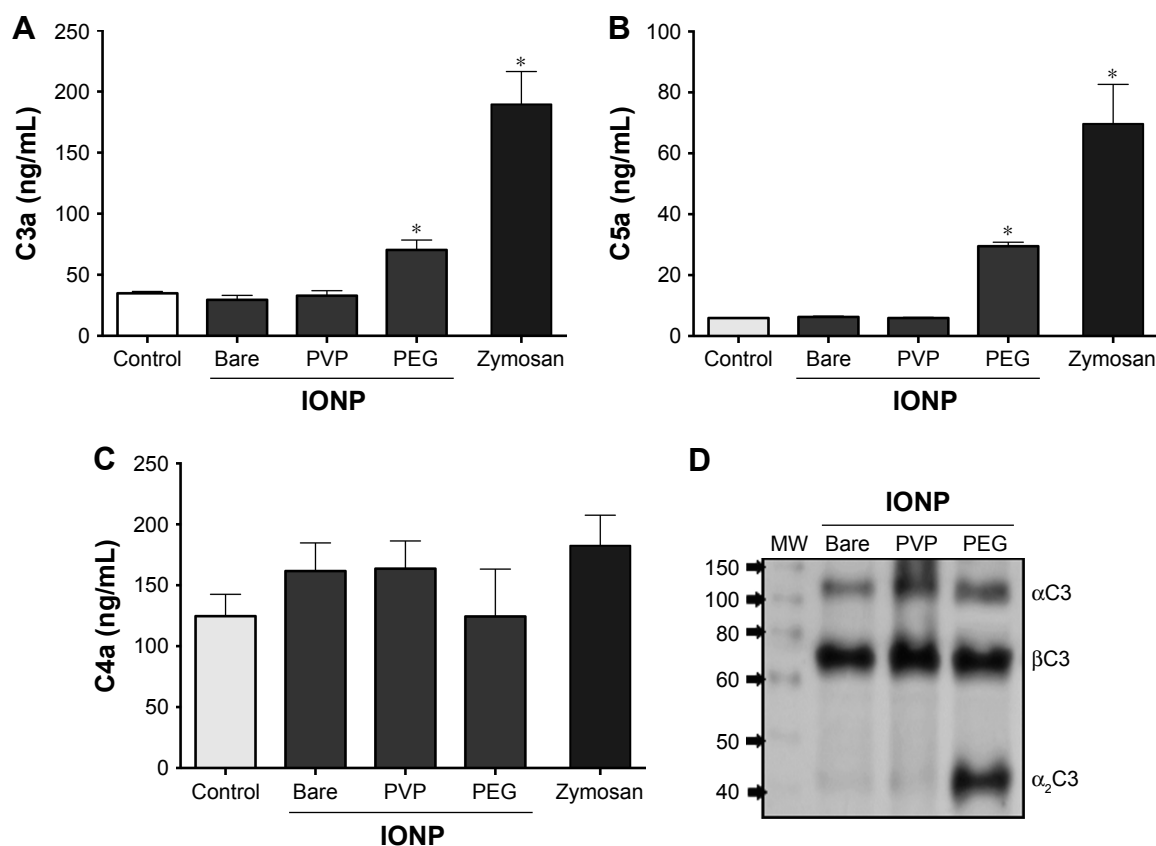 A
C3a (ng/mL)
250
200
150
100
50
0
*
*
Control Bare PVP PEG Zymosan
IONP
B
C5a (ng/mL)
100
80
60
40
20
0
*
*
Control Bare PVP PEG Zymosan
IONP
C
C4a (ng/mL)
250
200
150
100
50
0
Control Bare PVP PEG Zymosan
IONP
D
IONP
MW Bare PVP PEG
150
100 αC3
80
βC3
60
50
40 α₂C3